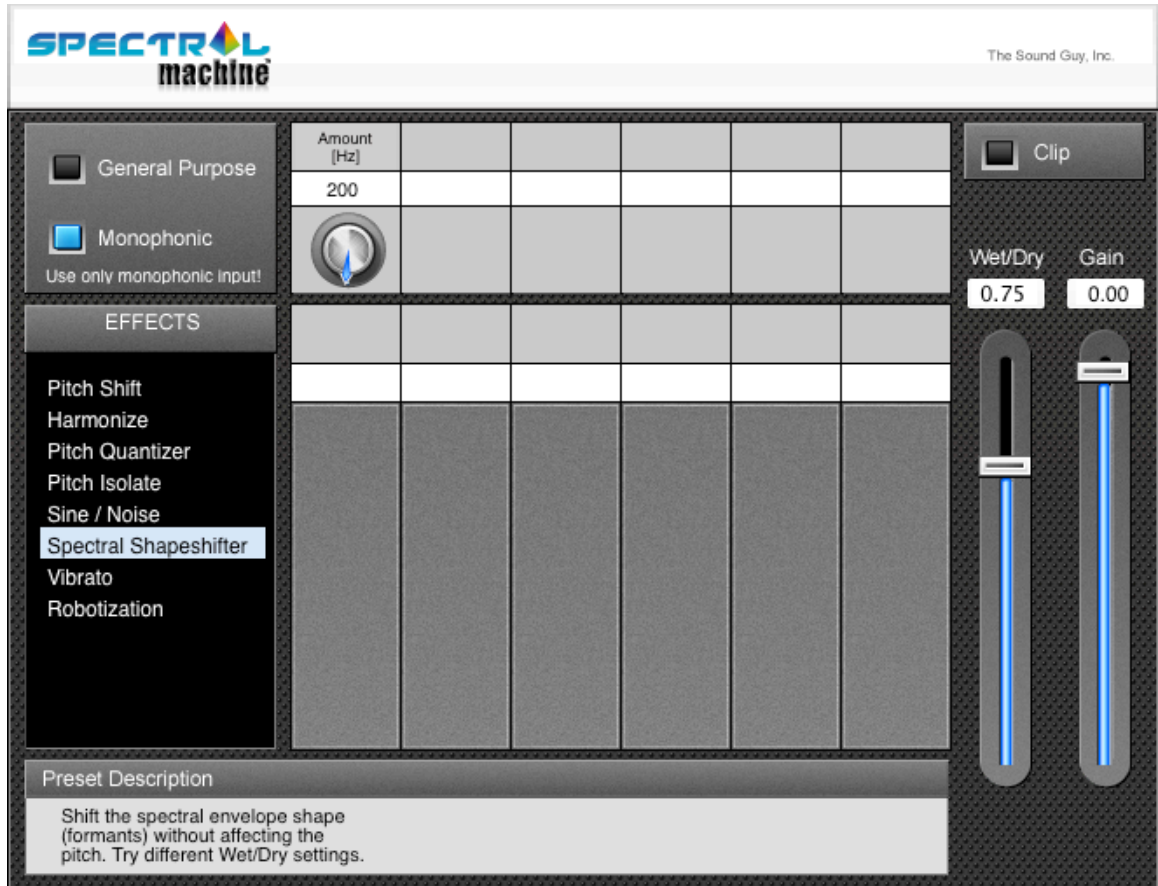 SPECTRAL
machine
The Sound Guy, Inc.
General Purpose
Monophonic
Use only monophonic input!
Amount
[Hz]
200
Clip
Wet/Dry
Gain
0.75
0.00
EFFECTS
Pitch Shift
Harmonize
Pitch Quantizer
Pitch Isolate
Sine / Noise
Spectral Shapeshifter
Vibrato
Robotization
Preset Description
Shift the spectral envelope shape
(formants) without affecting the
pitch. Try different Wet/Dry settings.